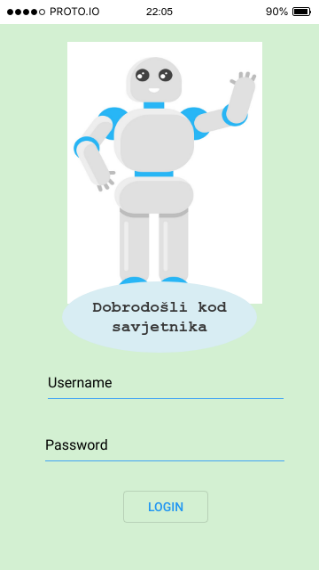 PROTO.IO 22:05 90%
Dobrodošli kod
savjetnika
Username
Password
LOGIN